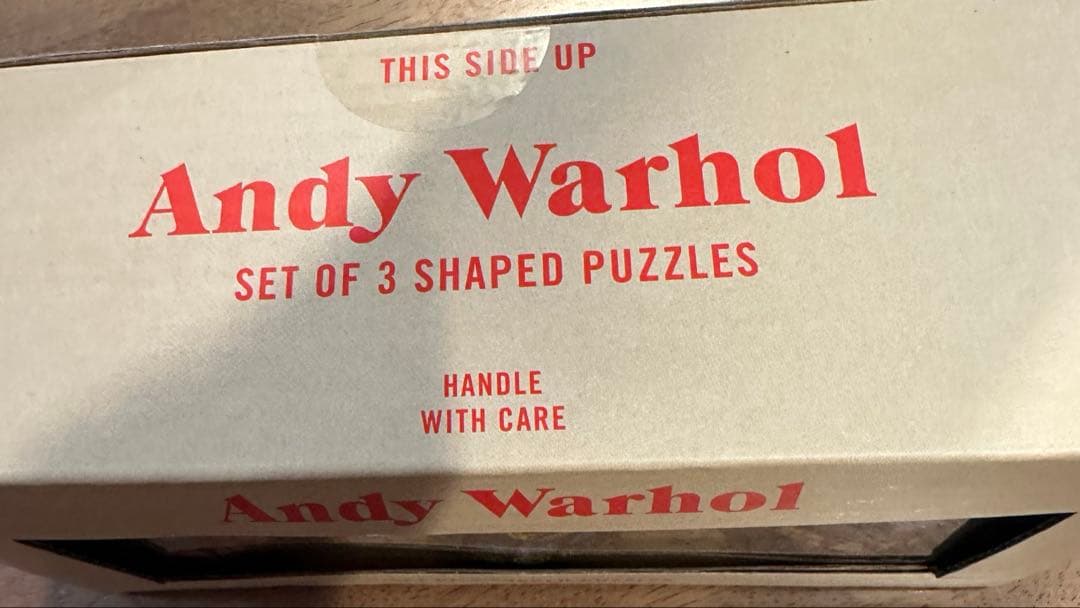 THIS SIDE UP
Andy Warhol
SET OF 3 SHAPED PUZZLES
HANDLE
WITH CARE
Andy Warhol